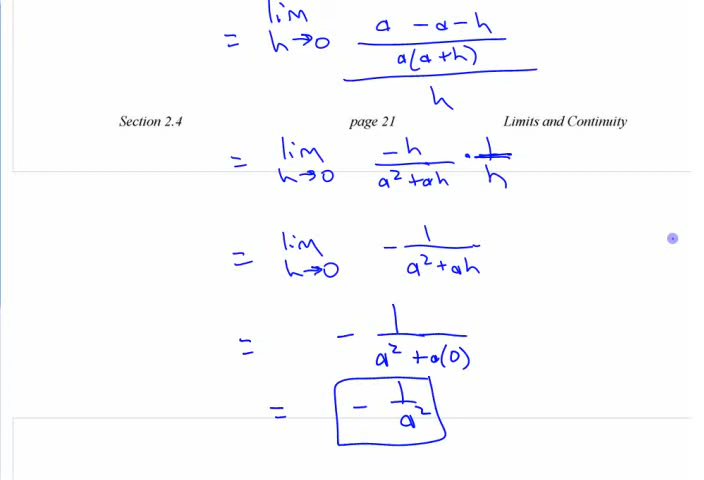 = lim h→0 ((a - a - h)/(a(a+h)))/h
Section 2.4 page 21 Limits and Continuity
= lim h→0 (-h)/(a² + ah) · 1/h
= lim h→0 - 1/(a² + ah)
= - 1/(a² + a(0))
= - 1/a²